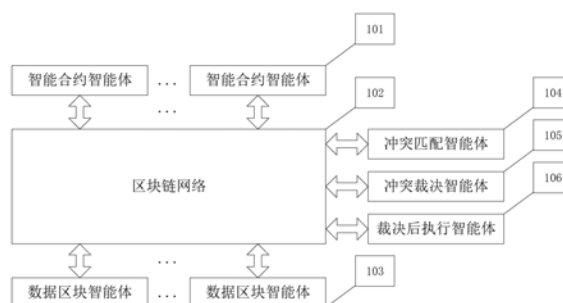 101
智能合约智能体 ... 智能合约智能体
...
102
104
冲突匹配智能体
105
区块链网络
冲突裁决智能体
106
裁决后执行智能体
...
103
数据区块智能体 ... 数据区块智能体